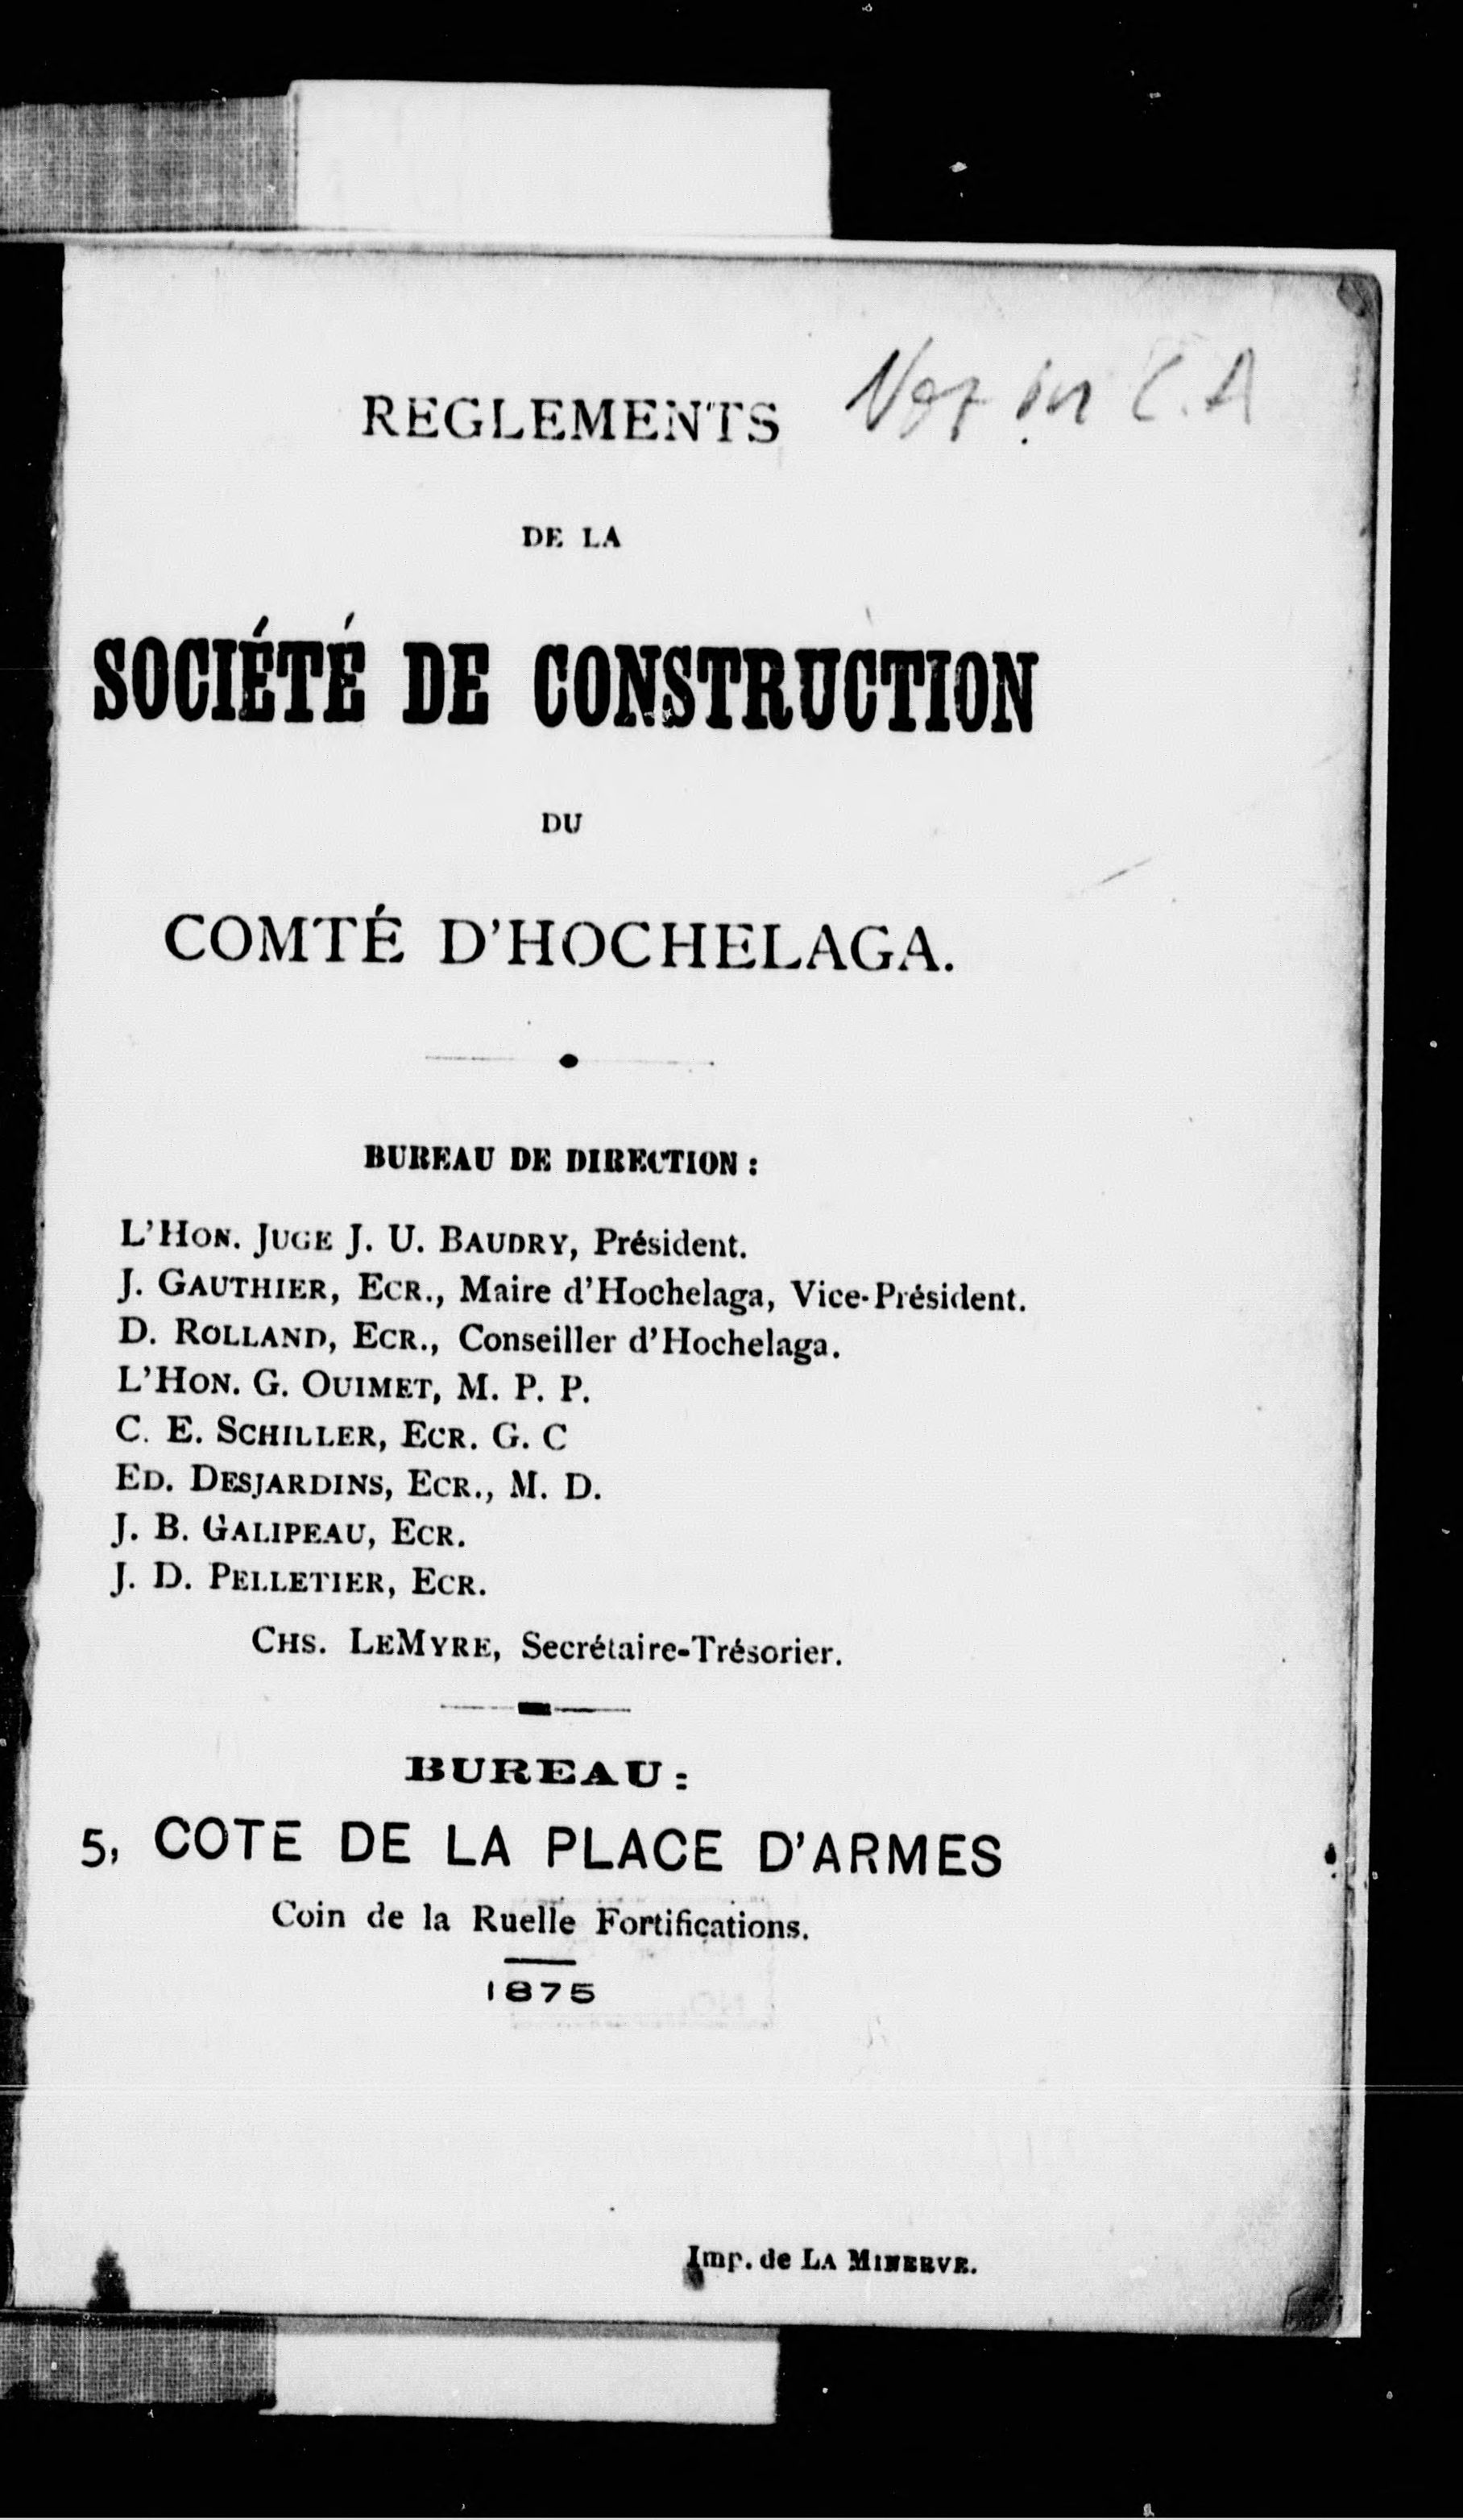 REGLEMENTS
Not in C.A
DE LA
SOCIÉTÉ DE CONSTRUCTION
DU
COMTÉ D'HOCHELAGA.
BUREAU DE DIRECTION :
L'HON. JUGE J. U. BAUDRY, Président.
J. GAUTHIER, ECR., Maire d'Hochelaga, Vice-Président.
D. ROLLAND, ECR., Conseiller d'Hochelaga.
L'HON. G. OUIMET, M. P. P.
C. E. SCHILLER, ECR. G. C
ED. DESJARDINS, ECR., M. D.
J. B. GALIPEAU, ECR.
J. D. PELLETIER, ECR.
CHS. LEMYRE, Secrétaire-Trésorier.
BUREAU:
5, COTE DE LA PLACE D'ARMES
Coin de la Ruelle Fortifications.
1875
Imp. de LA MINERVE.